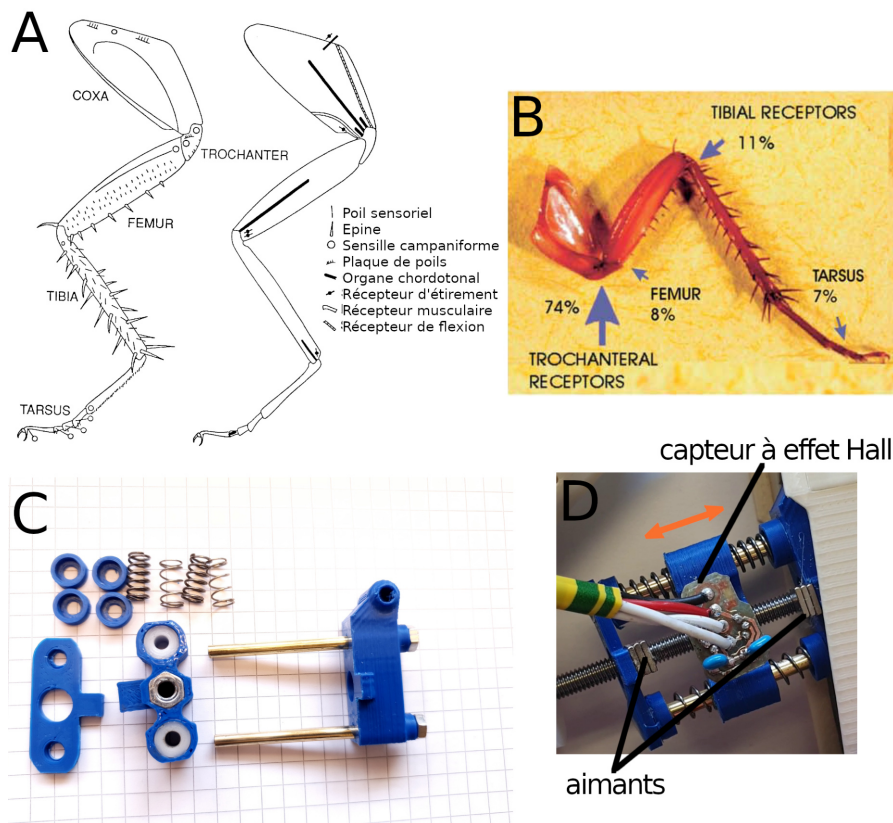 A
COXA
TROCHANTER
FEMUR
TIBIA
TARSUS
Poil sensoriel
Epine
Sensille campaniforme
Plaque de poils
Organe chordotonal
Récepteur d'étirement
Récepteur musculaire
Récepteur de flexion
B
TIBIAL RECEPTORS
11%
TARSUS
7%
FEMUR
8%
74%
TROCHANTERAL
RECEPTORS
C
capteur à effet Hall
D
aimants